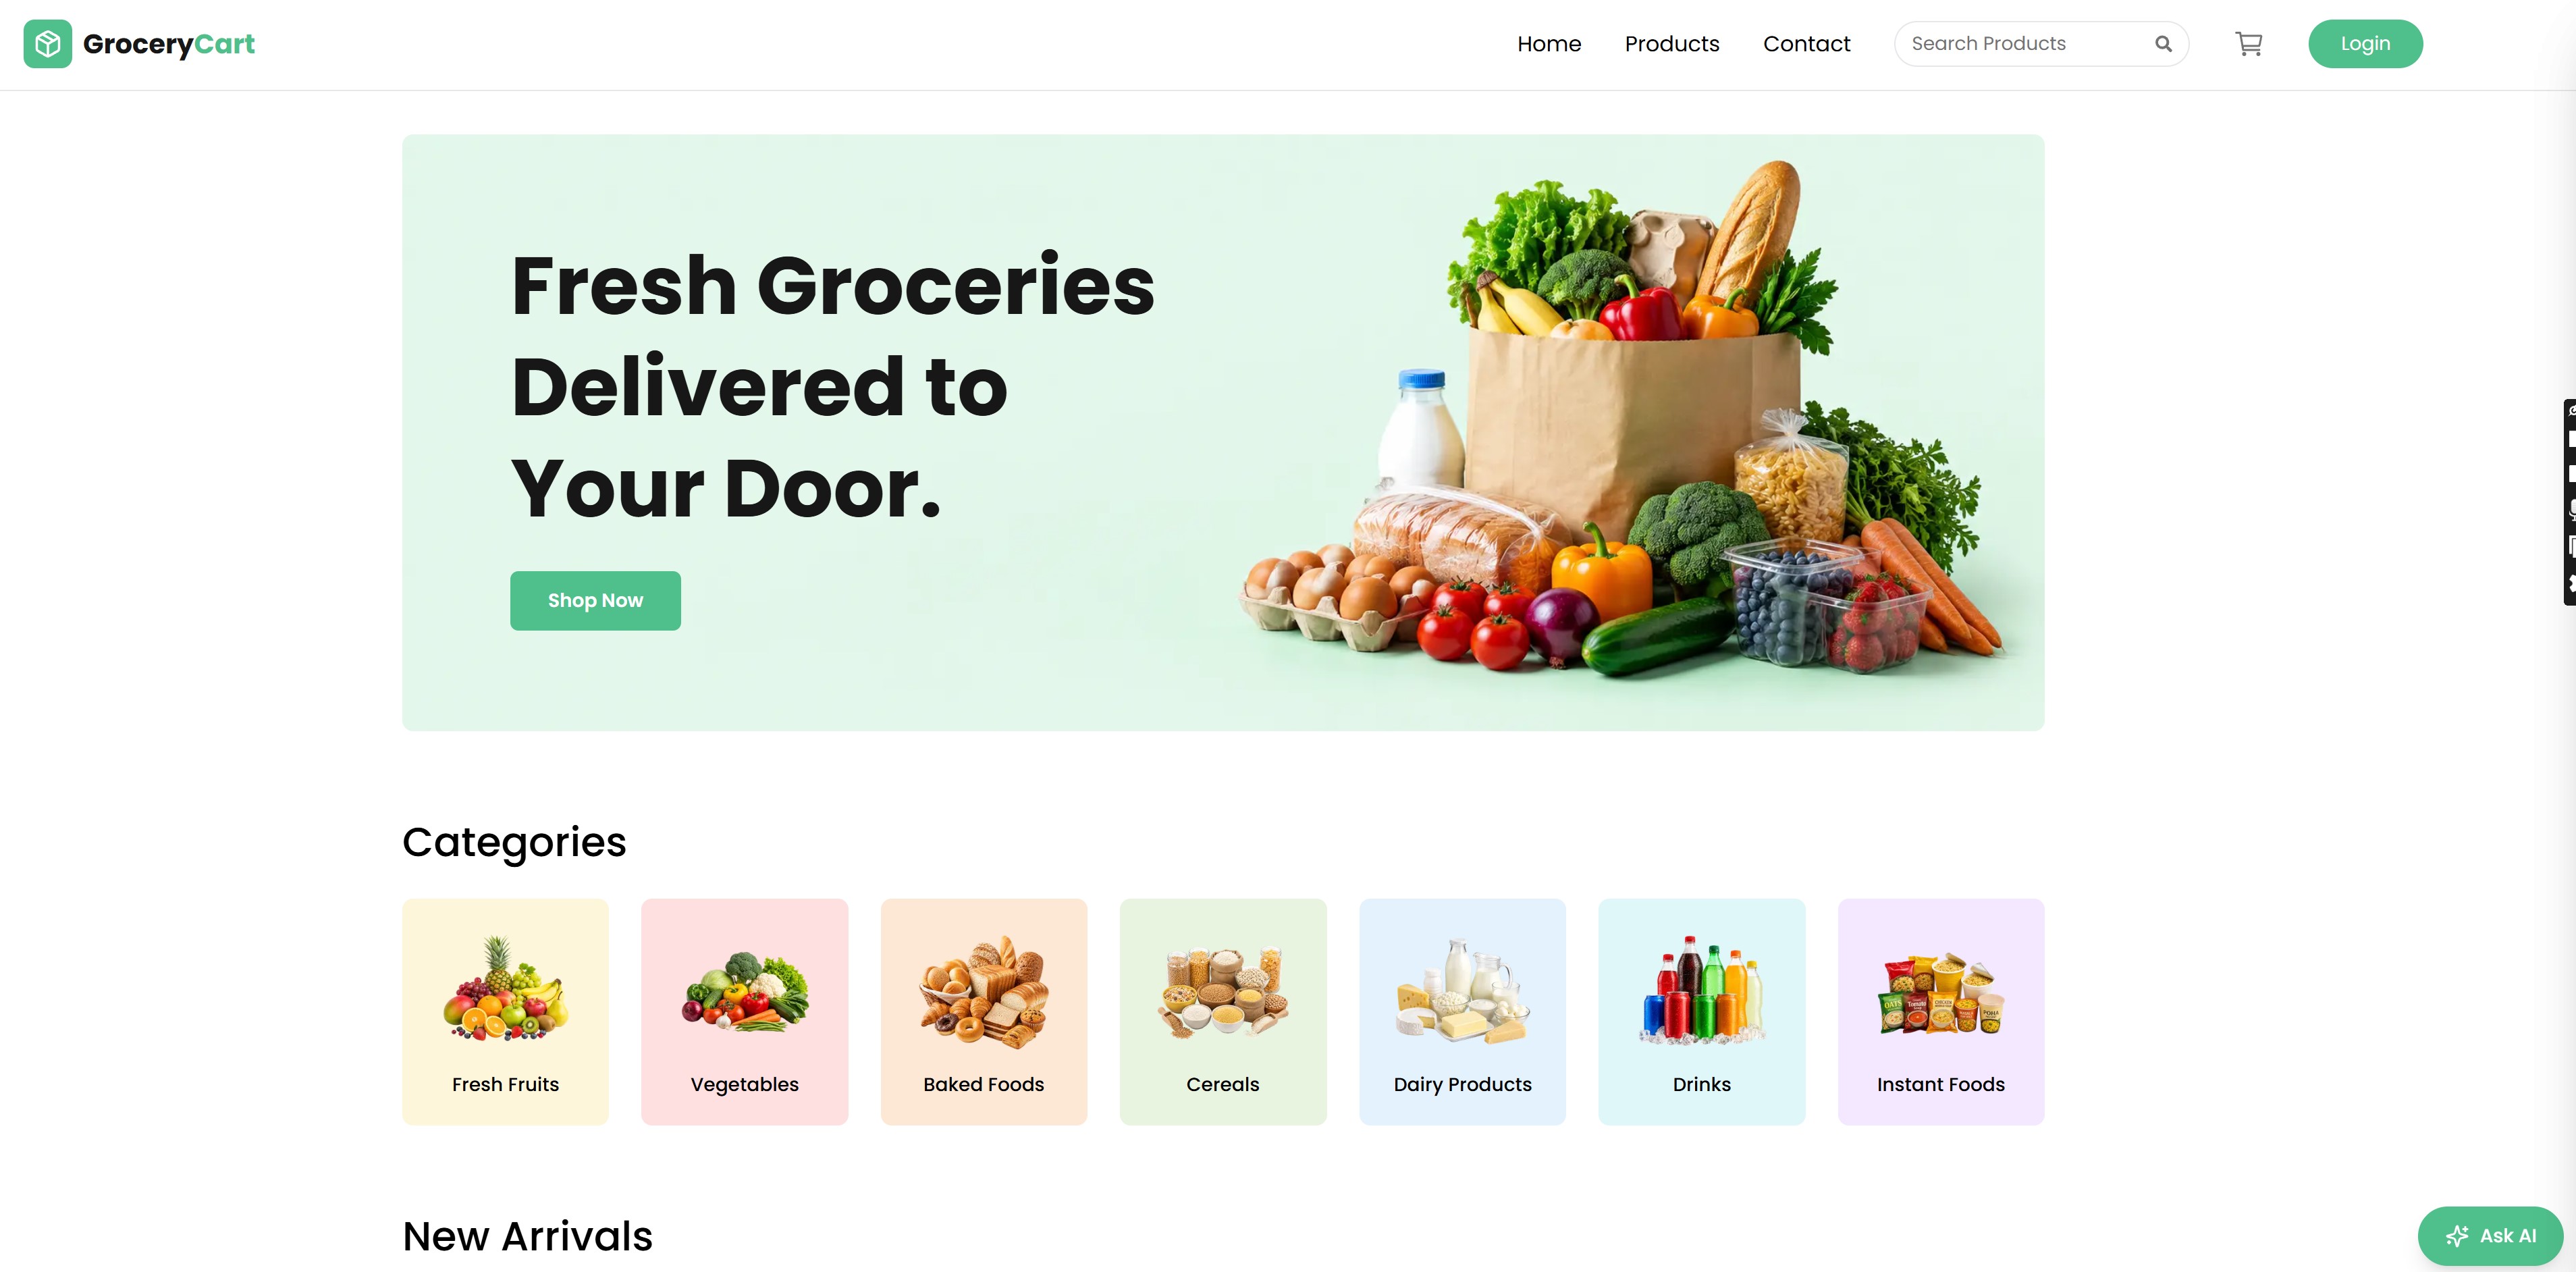 GroceryCart
Home
Products
Contact
Search Products
Login
Fresh Groceries
Delivered to
Your Door.
Shop Now
Categories
Fresh Fruits
Vegetables
Baked Foods
Cereals
Dairy Products
Drinks
Instant Foods
New Arrivals
Ask AI